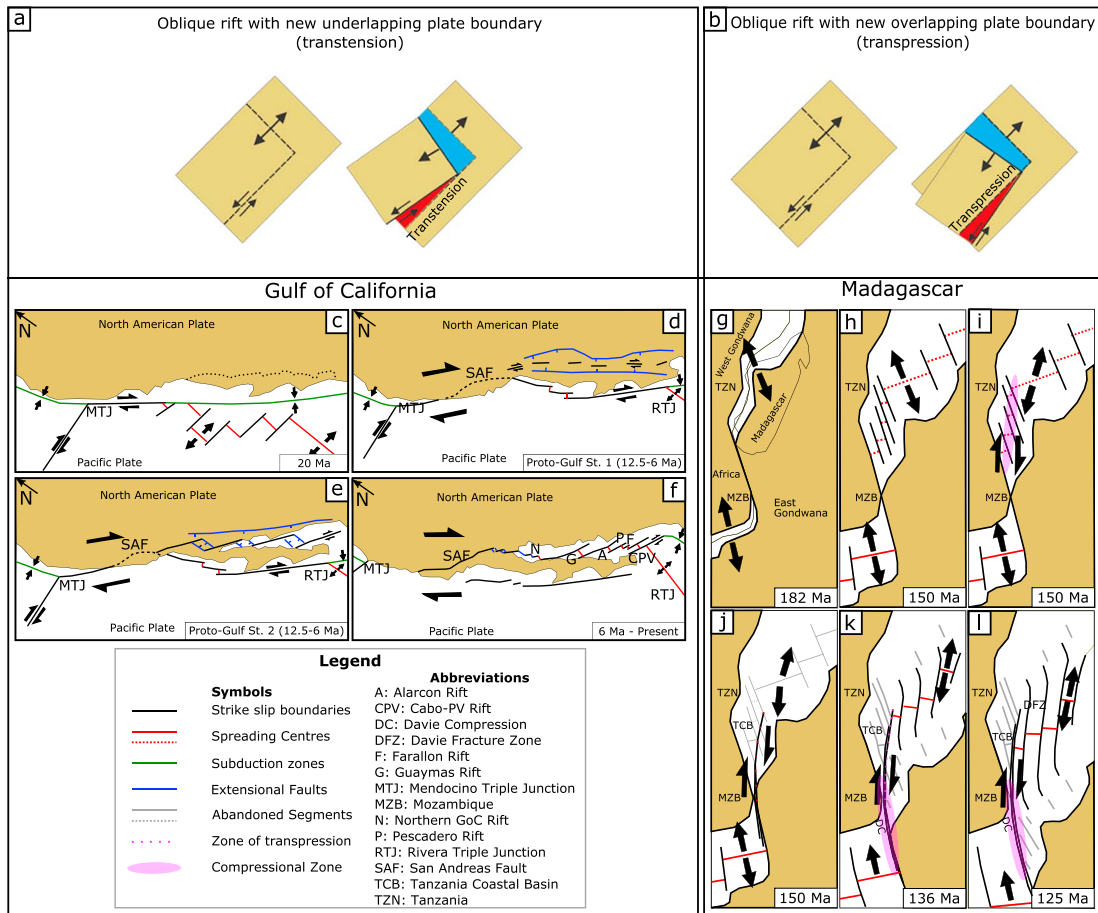 a
Oblique rift with new underlapping plate boundary
(transtension)
Transtension
b
Oblique rift with new overlapping plate boundary
(transpression)
Transpression
Gulf of California
N
North American Plate
c
MTJ
Pacific Plate
20 Ma
N
North American Plate
d
SAF
MTJ
RTJ
Pacific Plate
Proto-Gulf St. 1 (12.5-6 Ma)
N
North American Plate
e
SAF
MTJ
RTJ
Pacific Plate
Proto-Gulf St. 2 (12.5-6 Ma)
North American Plate
f
N
P
F
SAF
G
A
CPV
MTJ
RTJ
Pacific Plate
6 Ma - Present
Legend
Symbols
Strike slip boundaries
Spreading Centres
Subduction zones
Extensional Faults
Abandoned Segments
Zone of transpression
Compressional Zone
Abbreviations
A: Alarcon Rift
CPV: Cabo-PV Rift
DC: Davie Compression
DFZ: Davie Fracture Zone
F: Farallon Rift
G: Guaymas Rift
MTJ: Mendocino Triple Junction
MZB: Mozambique
N: Northern GoC Rift
P: Pescadero Rift
RTJ: Rivera Triple Junction
SAF: San Andreas Fault
TCB: Tanzania Coastal Basin
TZN: Tanzania
Madagascar
g
West Gondwana
TZN
Madagascar
Africa
MZB
East
Gondwana
182 Ma
h
TZN
MZB
150 Ma
i
TZN
MZB
150 Ma
j
TZN
TCB
MZB
150 Ma
k
TZN
TCB
MZB
DC
136 Ma
l
TZN
DFZ
TCB
MZB
DC
125 Ma